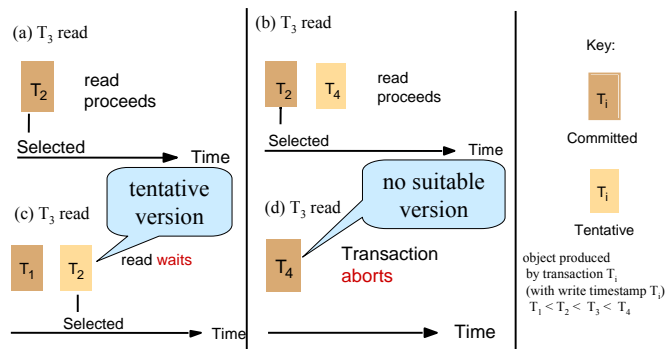 (a) T3 read
T2
read
proceeds
Selected
Time
(b) T3 read
T2
T4
read
proceeds
Selected
Time
(c) T3 read
tentative
version
T1
T2
read waits
Selected
Time
(d) T3 read
no suitable
version
T4
Transaction
aborts
Time
Key:
Ti
Committed
Ti
Tentative
object produced
by transaction Ti
(with write timestamp Ti)
T1 < T2 < T3 < T4